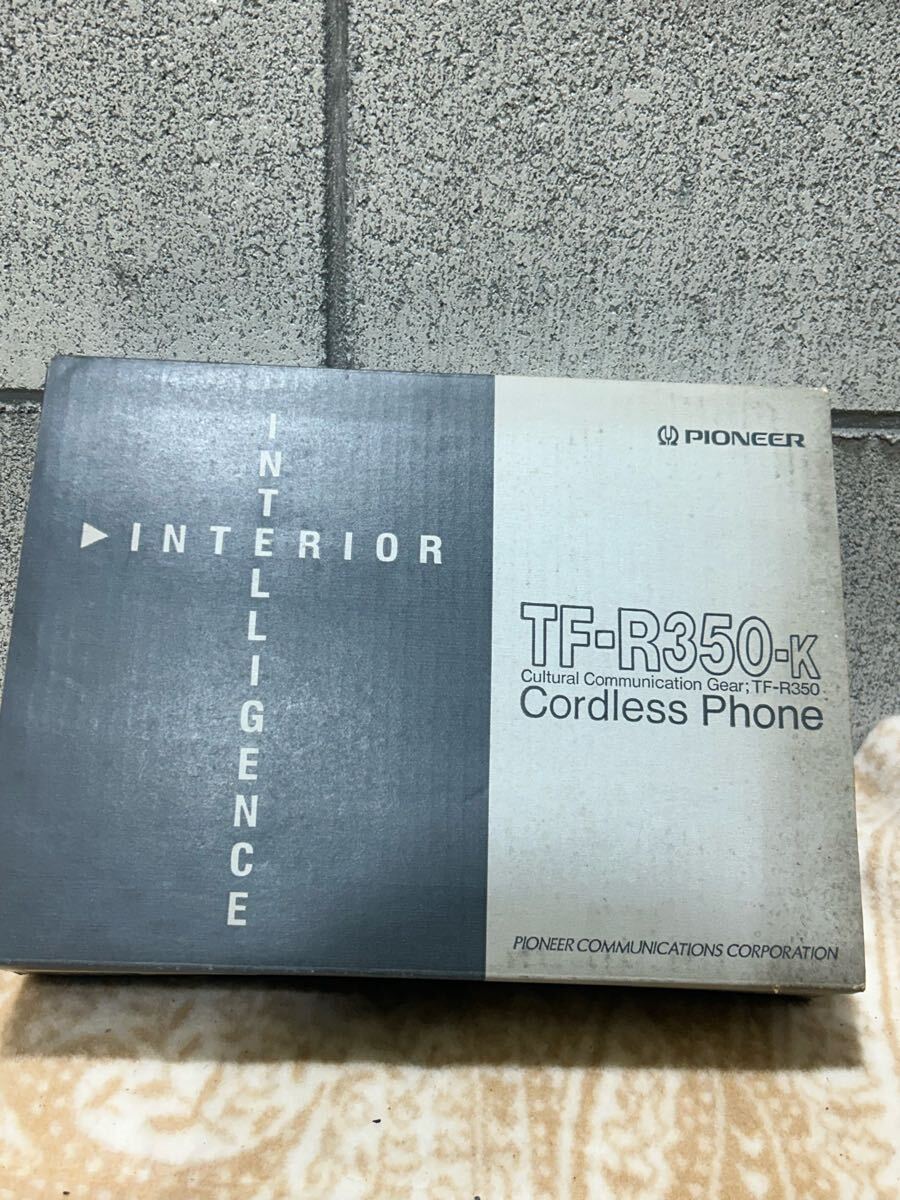 INTERIOR
INTELLIGENCE
PIONEER
TF-R350-K
Cultural Communication Gear; TF-R350
Cordless Phone
PIONEER COMMUNICATIONS CORPORATION